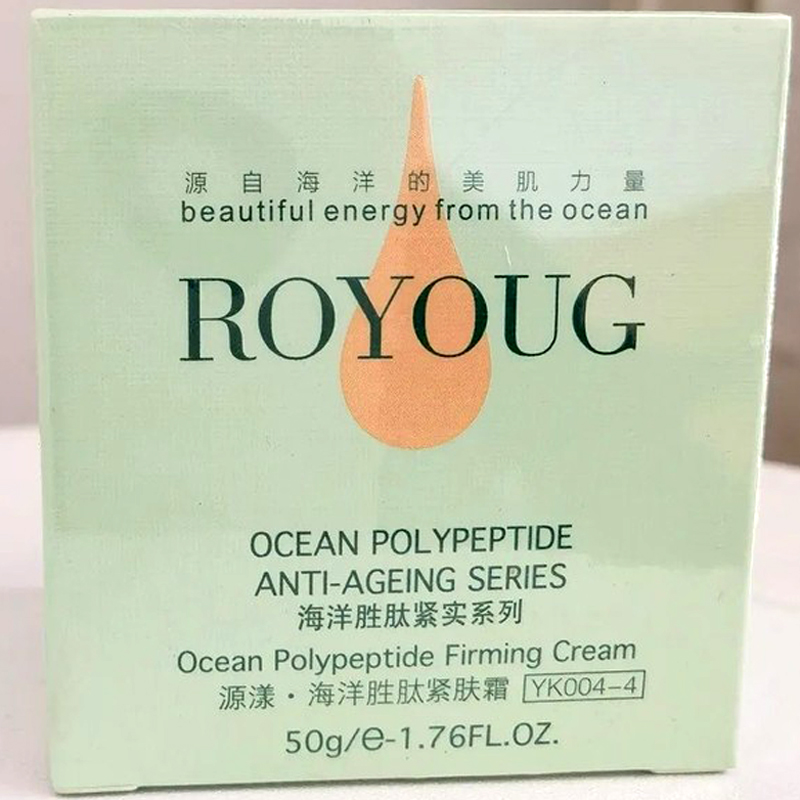 源自海洋的美肌力量
beautiful energy from the ocean
ROYOUG
OCEAN POLYPEPTIDE
ANTI-AGEING SERIES
海洋胜肽紧实系列
Ocean Polypeptide Firming Cream
源漾·海洋胜肽紧肤霜 YK004-4
50g/e-1.76FL.OZ.